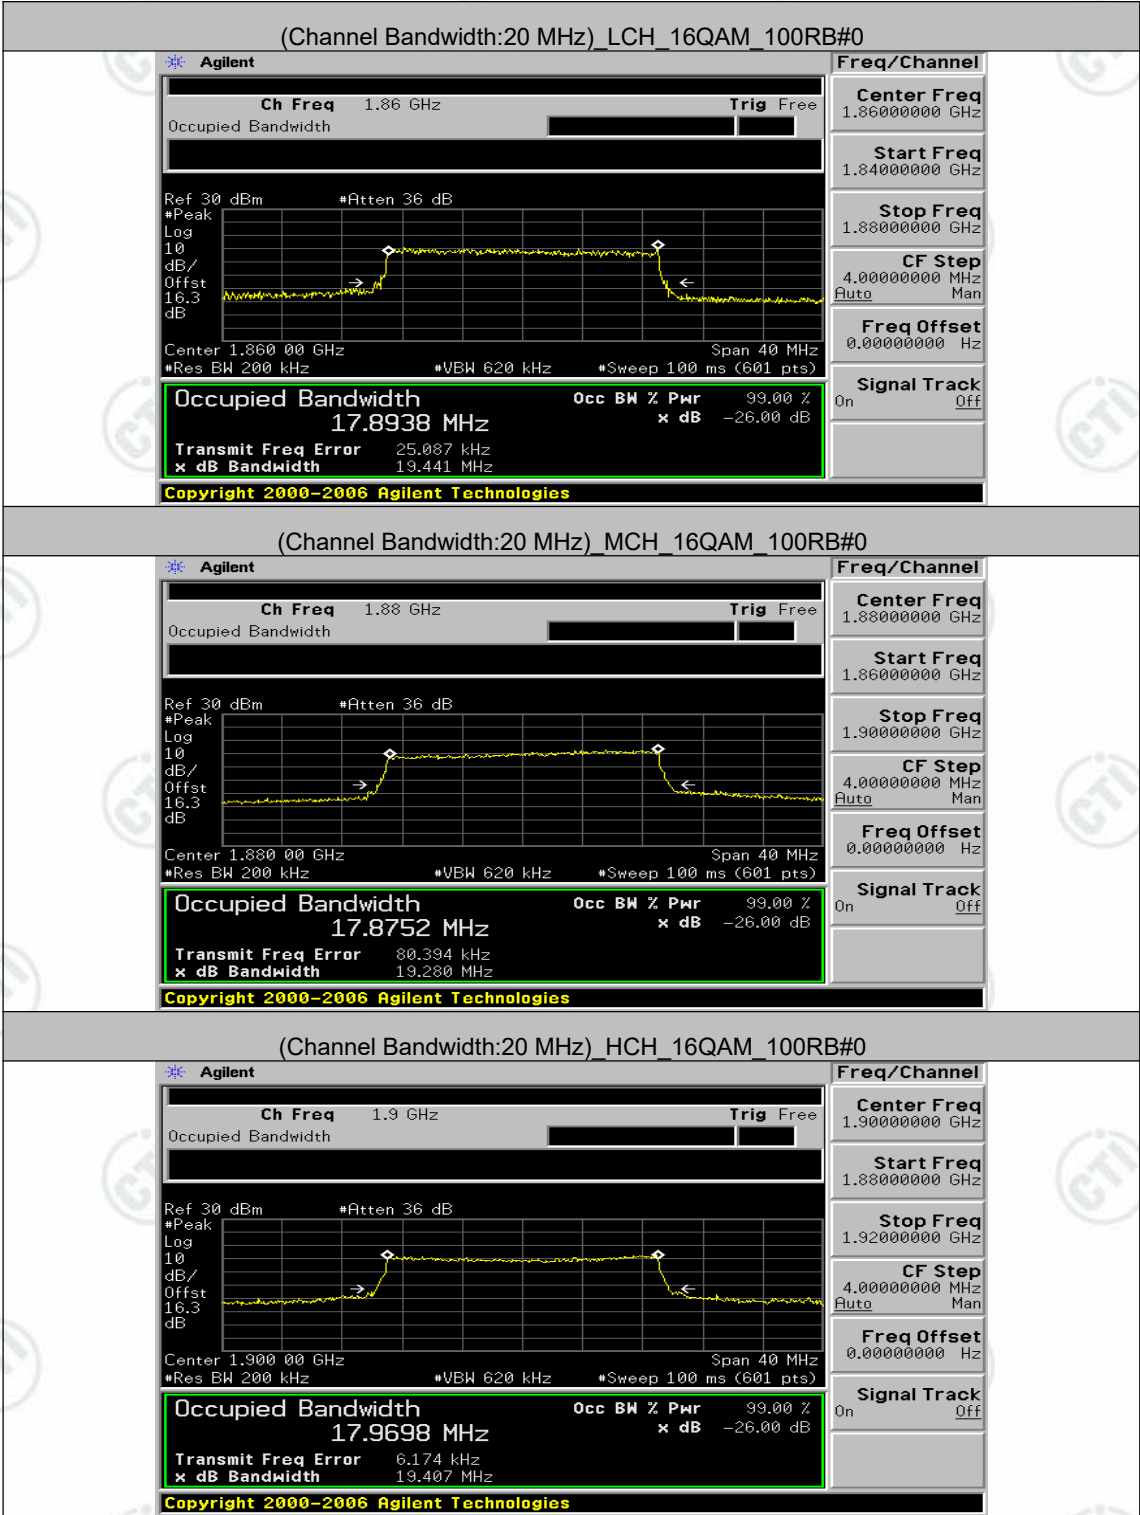 (Channel Bandwidth:20 MHz)_LCH_16QAM_100RB#0
Agilent
Freq/Channel
Ch Freq 1.86 GHz Trig Free
Occupied Bandwidth
Center Freq
1.86000000 GHz
Start Freq
1.84000000 GHz
Stop Freq
1.88000000 GHz
CF Step
4.00000000 MHz
Auto Man
Freq Offset
0.00000000 Hz
Signal Track
On Off
Ref 30 dBm #Atten 36 dB
#Peak
Log
10
dB/
Offst
16.3
dB
Center 1.860 00 GHz Span 40 MHz
#Res BW 200 kHz #VBW 620 kHz #Sweep 100 ms (601 pts)
Occupied Bandwidth Occ BW % Pwr 99.00 %
17.8938 MHz x dB -26.00 dB
Transmit Freq Error 25.087 kHz
x dB Bandwidth 19.441 MHz
Copyright 2000-2006 Agilent Technologies
(Channel Bandwidth:20 MHz)_MCH_16QAM_100RB#0
Agilent
Freq/Channel
Ch Freq 1.88 GHz Trig Free
Occupied Bandwidth
Center Freq
1.88000000 GHz
Start Freq
1.86000000 GHz
Stop Freq
1.90000000 GHz
CF Step
4.00000000 MHz
Auto Man
Freq Offset
0.00000000 Hz
Signal Track
On Off
Ref 30 dBm #Atten 36 dB
#Peak
Log
10
dB/
Offst
16.3
dB
Center 1.880 00 GHz Span 40 MHz
#Res BW 200 kHz #VBW 620 kHz #Sweep 100 ms (601 pts)
Occupied Bandwidth Occ BW % Pwr 99.00 %
17.8752 MHz x dB -26.00 dB
Transmit Freq Error 80.394 kHz
x dB Bandwidth 19.280 MHz
Copyright 2000-2006 Agilent Technologies
(Channel Bandwidth:20 MHz)_HCH_16QAM_100RB#0
Agilent
Freq/Channel
Ch Freq 1.9 GHz Trig Free
Occupied Bandwidth
Center Freq
1.90000000 GHz
Start Freq
1.88000000 GHz
Stop Freq
1.92000000 GHz
CF Step
4.00000000 MHz
Auto Man
Freq Offset
0.00000000 Hz
Signal Track
On Off
Ref 30 dBm #Atten 36 dB
#Peak
Log
10
dB/
Offst
16.3
dB
Center 1.900 00 GHz Span 40 MHz
#Res BW 200 kHz #VBW 620 kHz #Sweep 100 ms (601 pts)
Occupied Bandwidth Occ BW % Pwr 99.00 %
17.9698 MHz x dB -26.00 dB
Transmit Freq Error 6.174 kHz
x dB Bandwidth 19.407 MHz
Copyright 2000-2006 Agilent Technologies
CTI
CTI
CTI
CTI
CTI